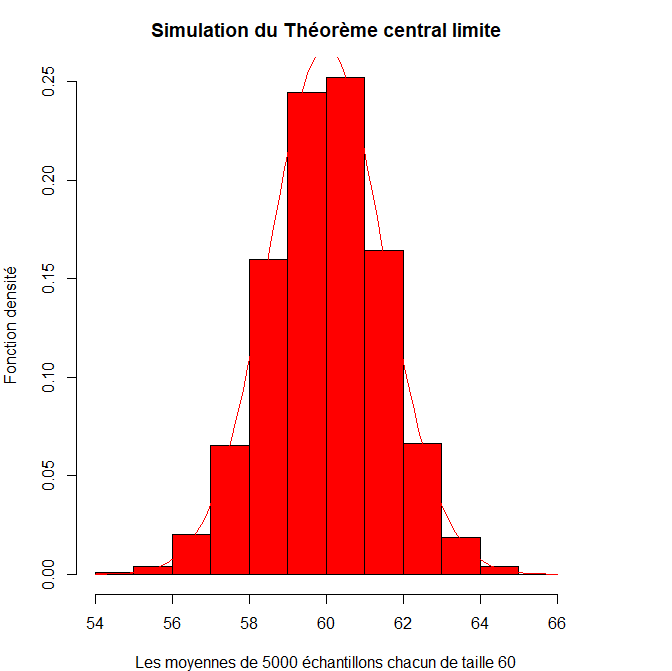 Simulation du Théorème central limite
Fonction densité
0.25
0.20
0.15
0.10
0.05
0.00
54 56 58 60 62 64 66
Les moyennes de 5000 échantillons chacun de taille 60